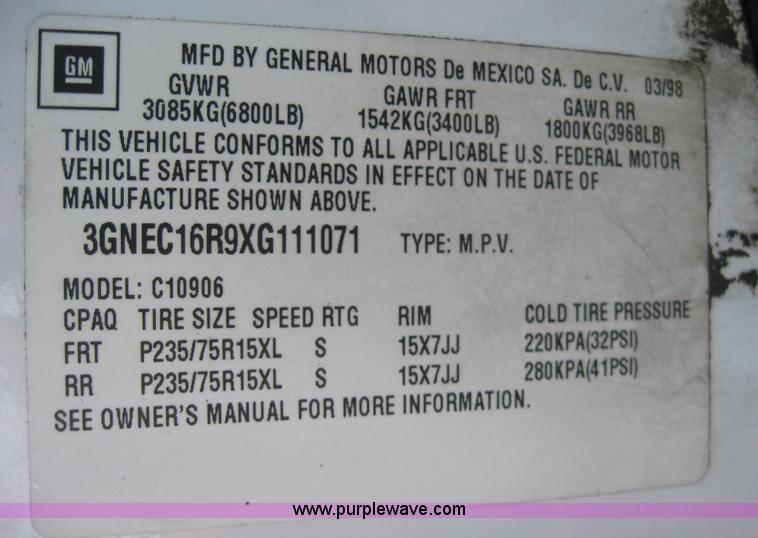 GM
MFD BY GENERAL MOTORS De MEXICO SA. De C.V. 03/98
GVWR GAWR FRT GAWR RR
3085KG(6800LB) 1542KG(3400LB) 1800KG(3968LB)
THIS VEHICLE CONFORMS TO ALL APPLICABLE U.S. FEDERAL MOTOR
VEHICLE SAFETY STANDARDS IN EFFECT ON THE DATE OF
MANUFACTURE SHOWN ABOVE.
3GNEC16R9XG111071 TYPE: M.P.V.
MODEL: C10906
CPAQ TIRE SIZE SPEED RTG RIM COLD TIRE PRESSURE
FRT P235/75R15XL S 15X7JJ 220KPA(32PSI)
RR P235/75R15XL S 15X7JJ 280KPA(41PSI)
SEE OWNER'S MANUAL FOR MORE INFORMATION.
www.purplewave.com